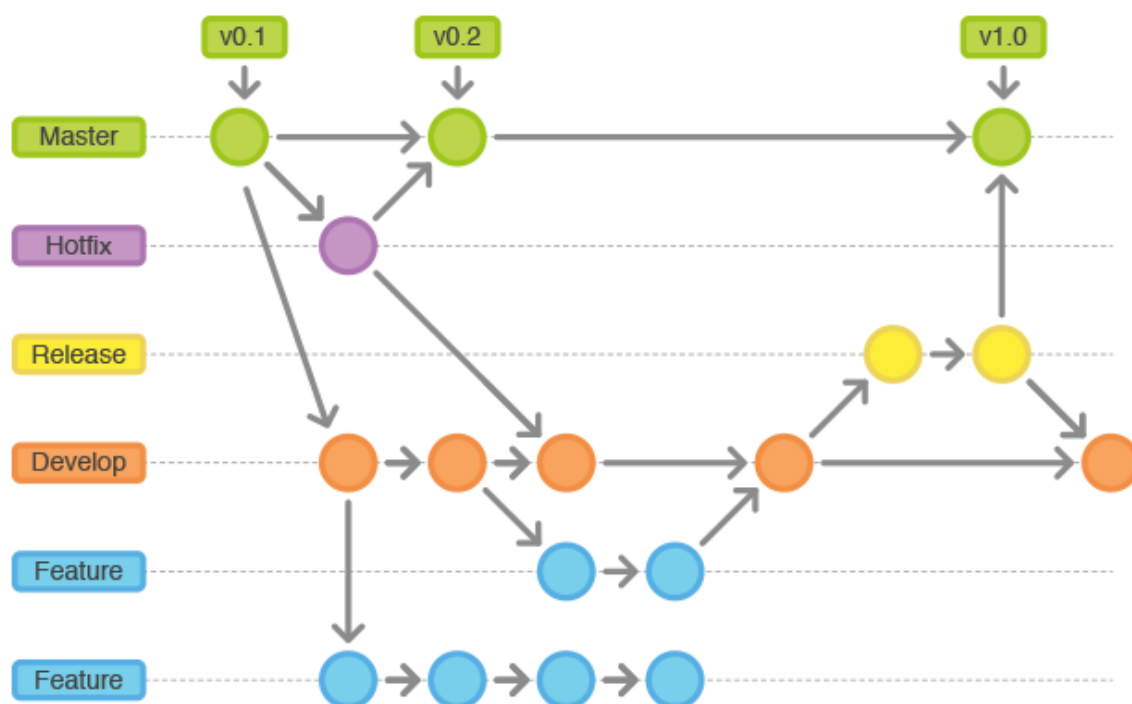 v0.1
v0.2
v1.0
Master
Hotfix
Release
Develop
Feature
Feature